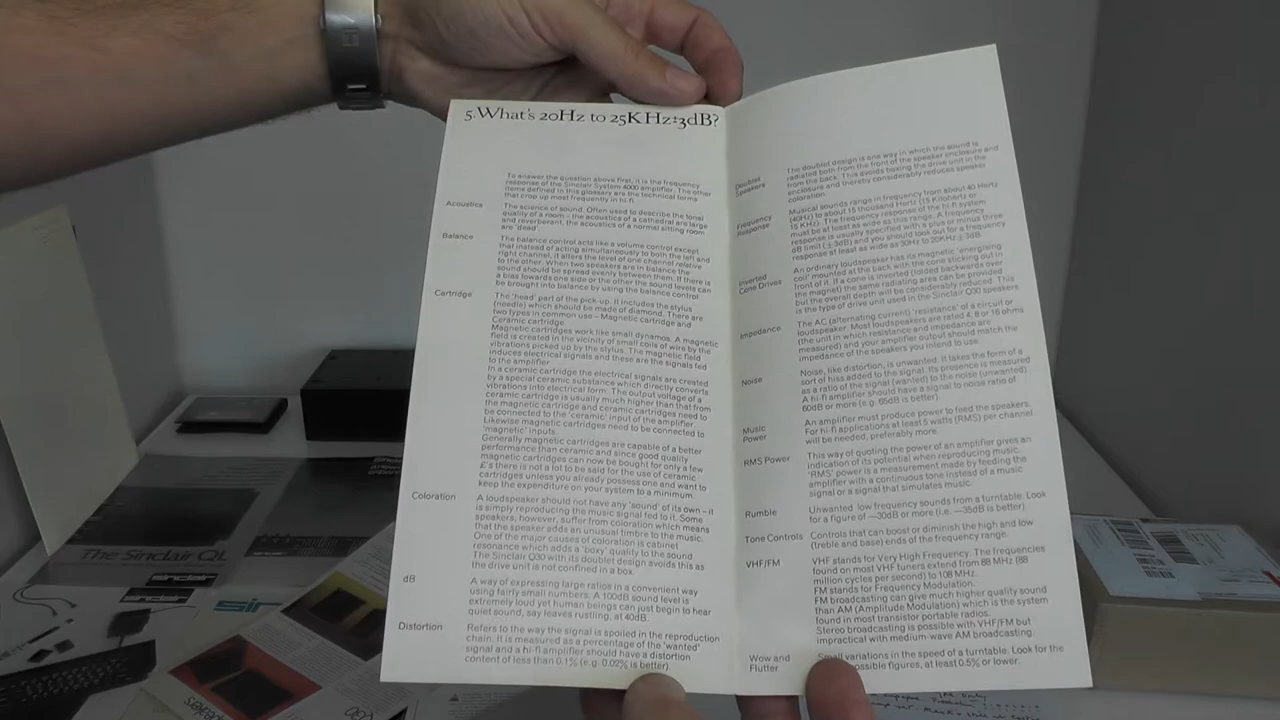 5. What's 20Hz to 25KHz±3dB?
To answer the question above first, it is the frequency
response of the Sinclair System 4000 amplifier. The other
items defined in this glossary are the technical terms
that crop up most frequently in hi-fi.
Acoustics
The science of sound. Often used to describe the tonal
quality of a room – the acoustics of a cathedral are large
and reverberant, the acoustics of a normal sitting room
are 'dead'.
Balance
The balance control acts like a volume control except
that instead of acting simultaneously to both the left and
right channel, it alters the level of one channel relative
to the other. When two speakers are in balance the
sound should be spread evenly between them. If there is
a bias towards one side or the other the sound levels can
be brought into balance by using the balance control.
Cartridge
The 'head' part of the pick up. It includes the stylus
(needle) which should be made of diamond. There are
two types in common use – Magnetic cartridge and
Ceramic cartridge.
Magnetic cartridges work like small dynamos. A magnetic
field is created in the vicinity of small coils of wire by the
vibrations picked up by the stylus. The magnetic field
induces electrical signals and these are the signals fed
to the amplifier.
In a ceramic cartridge the electrical signals are created
by a special ceramic substance which directly converts
vibrations into electrical form. The output voltage of a
ceramic cartridge is usually much higher than that from
the magnetic cartridge and ceramic cartridges need to
be connected to the 'ceramic' input of the amplifier.
Likewise magnetic cartridges need to be connected to
'magnetic' inputs.
Generally magnetic cartridges are capable of a better
performance than ceramic and since good quality
magnetic cartridges can now be bought for only a few
£'s there is not a lot to be said for the use of ceramic
cartridges unless you already possess one and want to
keep the expenditure on your system to a minimum.
Coloration
A loudspeaker should not have any 'sound' of its own – it
is simply reproducing the music signal fed to it. Some
speakers, however, suffer from coloration which means
that the speaker adds an unusual timbre to the music.
One of the major causes of coloration is cabinet
resonance which adds a 'boxy' quality to the sound.
The Sinclair Q30 with its doublet design avoids this as
the drive unit is not confined in a box.
dB
A way of expressing large ratios in a convenient way
using fairly small numbers. A 100dB sound level is
extremely loud yet human beings can just begin to hear
quiet sound, say leaves rustling, at 40dB.
Distortion
Refers to the way the signal is spoiled in the reproduction
chain. It is measured as a percentage of the 'wanted'
signal and a hi-fi amplifier should have a distortion
content of less than 0.1% (e.g. 0.02% is better).
Doublet
Speakers
The doublet design is one way in which the sound is
radiated both from the front of the speaker enclosure and
from the back. This avoids boxing the drive unit in the
enclosure and thereby considerably reduces speaker
coloration.
Frequency
Response
Musical sounds range in frequency from about 40 Hertz
(40Hz) to about 15 thousand Hertz (15 Kilohertz or
15 KHz). The frequency response of the hi-fi system
must be at least as wide as this range. A frequency
response is usually specified with a plus or minus three
dB limit (±3dB) and you should look out for a frequency
response at least as wide as 30Hz to 20KHz ± 3dB.
Inverted
Cone Drives
An ordinary loudspeaker has its magnetic 'energising
coil' mounted at the back with the cone sticking out in
front of it. If a cone is inverted (folded backwards over
the magnet) the same radiating area can be provided
but the overall depth will be considerably reduced. This
is the type of drive unit used in the Sinclair Q30 speakers.
Impedance
The AC (alternating current) 'resistance' of a circuit or
loudspeaker. Most loudspeakers are rated 4, 8 or 16 ohms
(the unit in which resistance and impedance are
measured) and your amplifier output should match the
impedance of the speakers you intend to use.
Noise
Noise, like distortion, is unwanted. It takes the form of a
sort of hiss added to the signal. Its presence is measured
as a ratio of the signal (wanted) to the noise (unwanted).
A hi-fi amplifier should have a signal to noise ratio of
60dB or more (e.g. 65dB is better).
Music
Power
An amplifier must produce power to feed the speakers.
For hi-fi applications at least 5 watts (RMS) per channel
will be needed, preferably more.
RMS Power
This way of quoting the power of an amplifier gives an
indication of its potential when reproducing music.
'RMS' power is a measurement made by feeding the
amplifier with a continuous tone instead of a music
signal or a signal that simulates music.
Rumble
Unwanted low frequency sounds from a turntable. Look
for a figure of —30dB or more (i.e. —35dB is better).
Tone Controls
Controls that can boost or diminish the high and low
(treble and base) ends of the frequency range.
VHF/FM
VHF stands for Very High Frequency. The frequencies
found on most VHF tuners extend from 88 MHz (88
million cycles per second) to 108 MHz.
FM stands for Frequency Modulation.
FM broadcasting can give much higher quality sound
than AM (Amplitude Modulation) which is the system
found in most transistor portable radios.
Stereo broadcasting is possible with VHF/FM but
impractical with medium-wave AM broadcasting.
Wow and
Flutter
Small variations in the speed of a turntable. Look for the
possible figures, at least 0.5% or lower.
The Sinclair QL
sinclair
sinclair
speakers
Q30